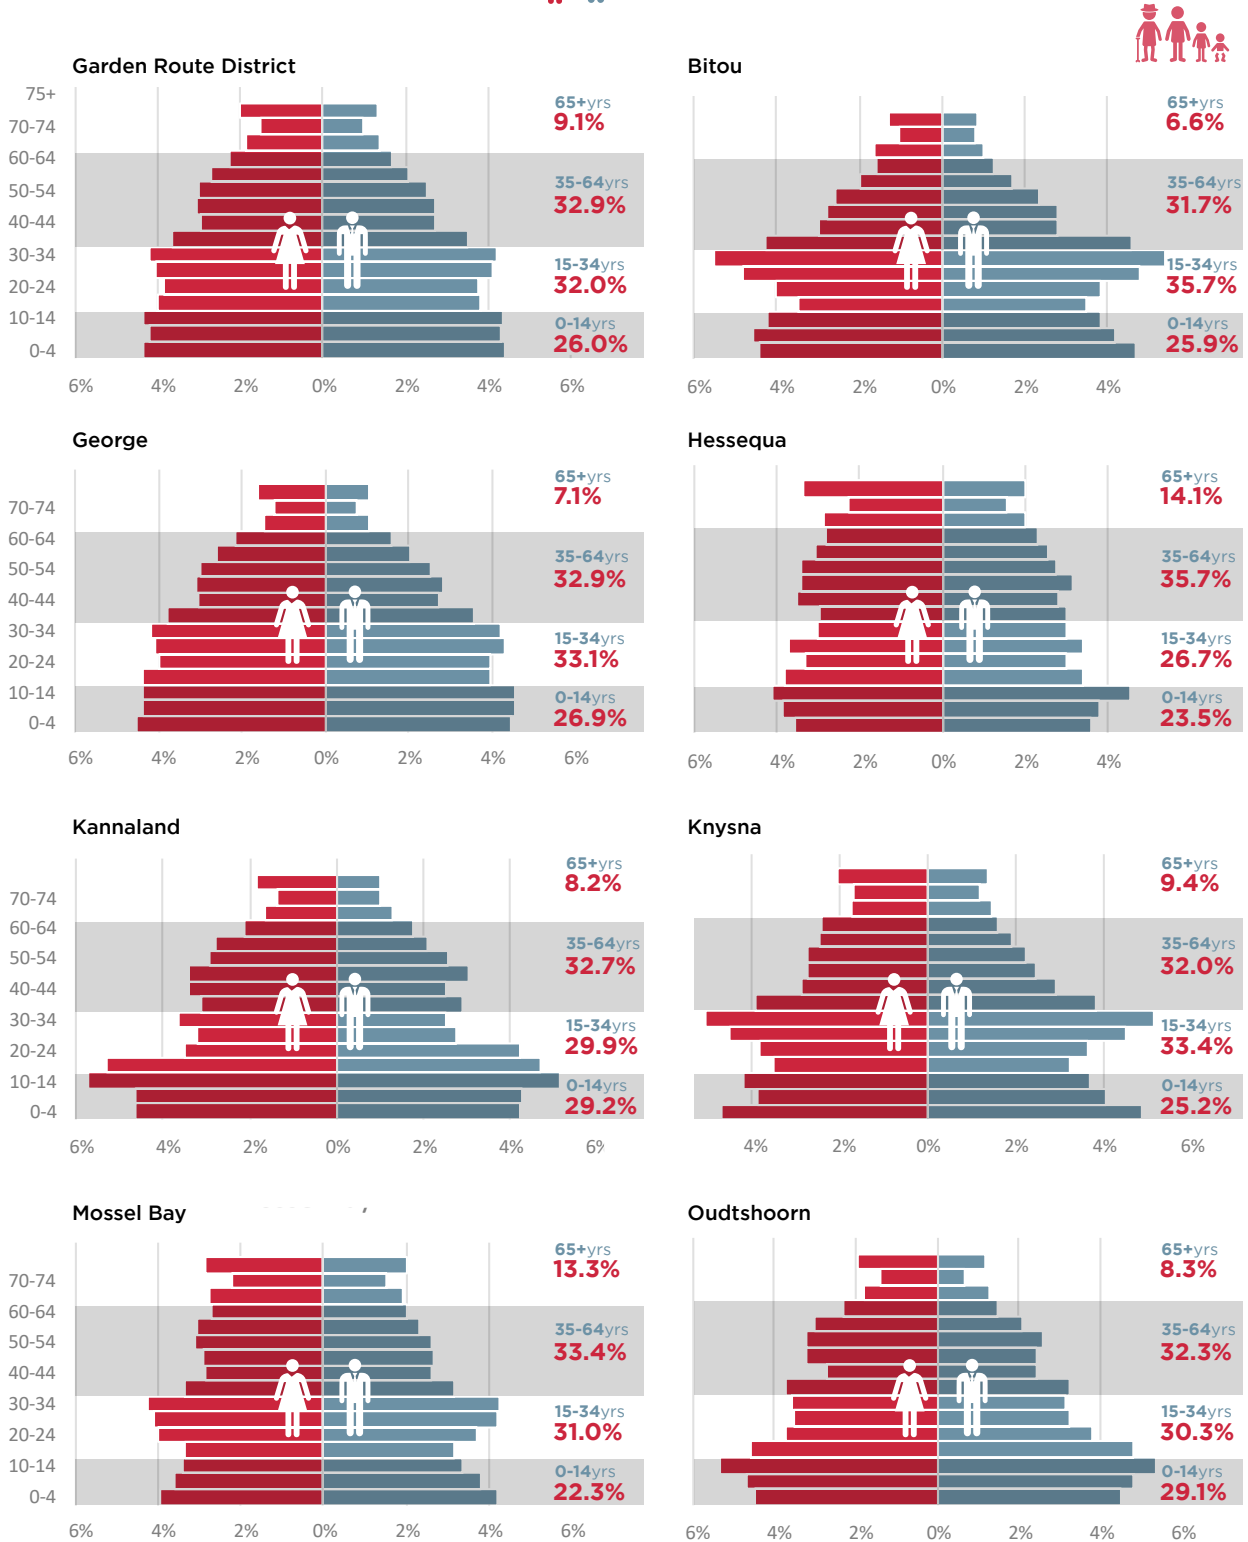 Garden Route District
75+
70-74
60-64
50-54
40-44
30-34
20-24
10-14
0-4
65+yrs
9.1%
35-64yrs
32.9%
15-34yrs
32.0%
0-14yrs
26.0%
6% 4% 2% 0% 2% 4% 6%
Bitou
65+yrs
6.6%
35-64yrs
31.7%
15-34yrs
35.7%
0-14yrs
25.9%
6% 4% 2% 0% 2% 4%
George
70-74
60-64
50-54
40-44
30-34
20-24
10-14
0-4
65+yrs
7.1%
35-64yrs
32.9%
15-34yrs
33.1%
0-14yrs
26.9%
6% 4% 2% 0% 2% 4% 6%
Hessequa
65+yrs
14.1%
35-64yrs
35.7%
15-34yrs
26.7%
0-14yrs
23.5%
6% 4% 2% 0% 2% 4%
Kannaland
70-74
60-64
50-54
40-44
30-34
20-24
10-14
0-4
65+yrs
8.2%
35-64yrs
32.7%
15-34yrs
29.9%
0-14yrs
29.2%
6% 4% 2% 0% 2% 4% 6%
Knysna
65+yrs
9.4%
35-64yrs
32.0%
15-34yrs
33.4%
0-14yrs
25.2%
4% 2% 0% 2% 4% 6%
Mossel Bay
70-74
60-64
50-54
40-44
30-34
20-24
10-14
0-4
65+yrs
13.3%
35-64yrs
33.4%
15-34yrs
31.0%
0-14yrs
22.3%
6% 4% 2% 0% 2% 4% 6%
Oudtshoorn
65+yrs
8.3%
35-64yrs
32.3%
15-34yrs
30.3%
0-14yrs
29.1%
6% 4% 2% 0% 2% 4% 6%